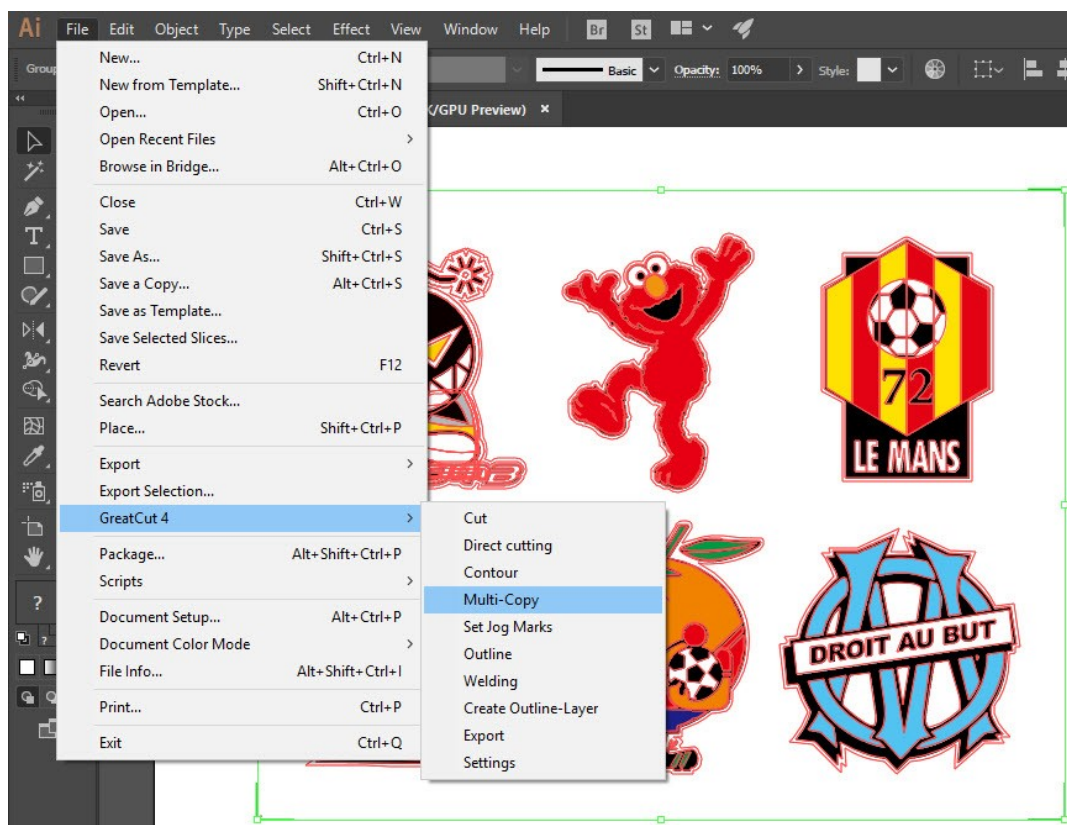 Ai File Edit Object Type Select Effect View Window Help Br St
Group Basic Opacity: 100% Style:
K/GPU Preview) ×
New... Ctrl+N
New from Template... Shift+Ctrl+N
Open... Ctrl+O
Open Recent Files
Browse in Bridge... Alt+Ctrl+O
Close Ctrl+W
Save Ctrl+S
Save As... Shift+Ctrl+S
Save a Copy... Alt+Ctrl+S
Save as Template...
Save Selected Slices...
Revert F12
Search Adobe Stock...
Place... Shift+Ctrl+P
Export
Export Selection...
GreatCut 4
Package... Alt+Shift+Ctrl+P
Scripts
Document Setup... Alt+Ctrl+P
Document Color Mode
File Info... Alt+Shift+Ctrl+I
Print... Ctrl+P
Exit Ctrl+Q
Cut
Direct cutting
Contour
Multi-Copy
Set Jog Marks
Outline
Welding
Create Outline-Layer
Export
Settings
72
LE MANS
DROIT AU BUT